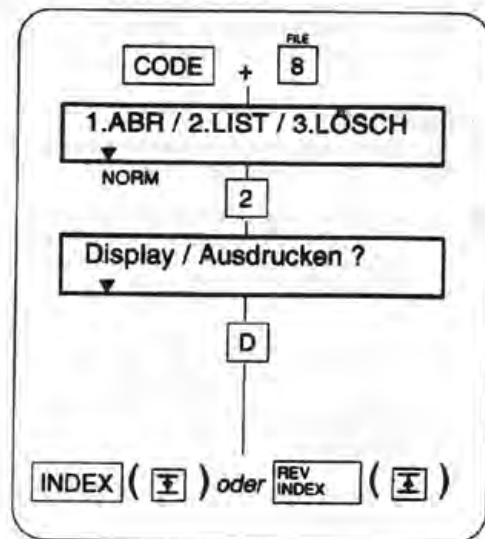 FILE
CODE + 8
1.ABR / 2.LIST / 3.LÖSCH
NORM
2
Display / Ausdrucken ?
D
INDEX ( ) oder REV INDEX ( )